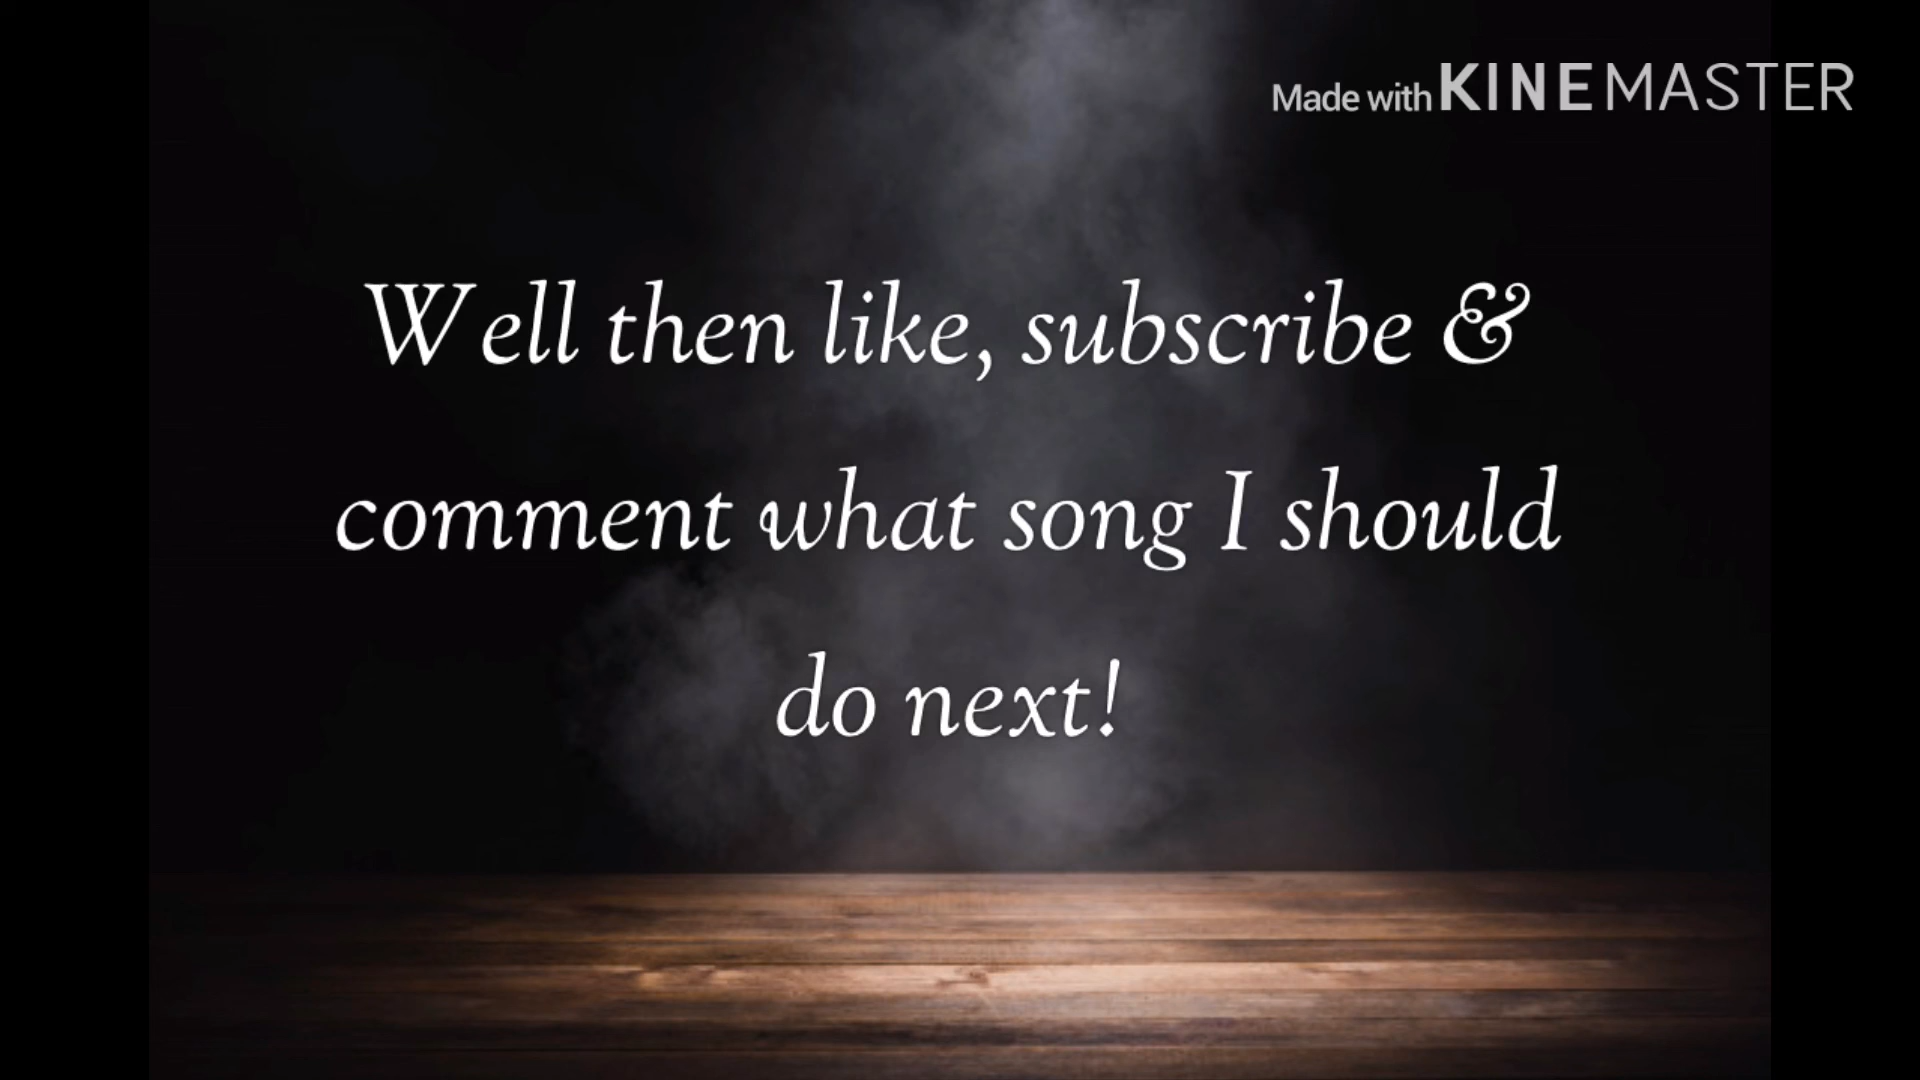 Made with KINEMASTER
Well then like, subscribe &
comment what song I should
do next!